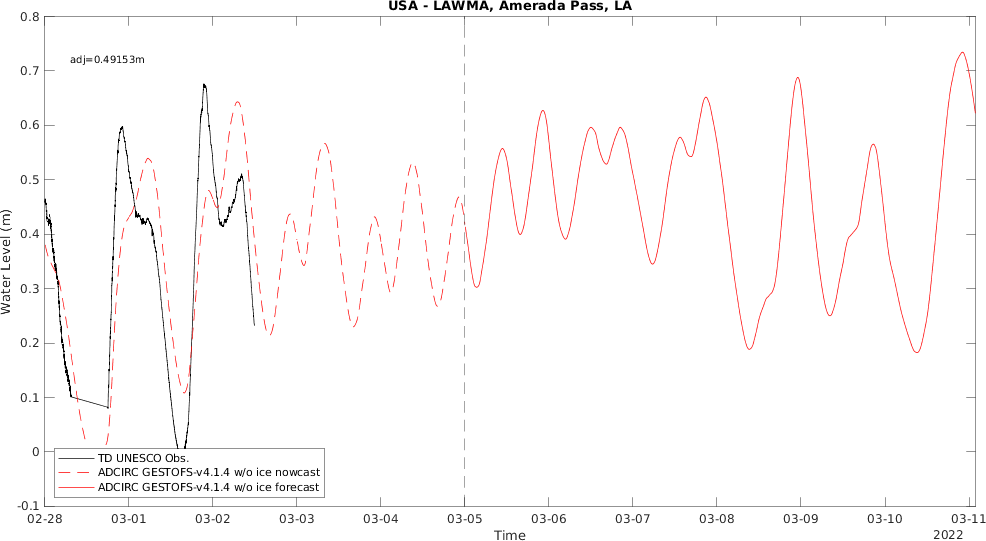 USA - LAWMA, Amerada Pass, LA
0.8
adj=0.49153m
0.7
0.6
0.5
0.4
0.3
0.2
0.1
0
-0.1
Water Level (m)
TD UNESCO Obs.
ADCIRC GESTOFS-v4.1.4 w/o ice nowcast
ADCIRC GESTOFS-v4.1.4 w/o ice forecast
02-28 03-01 03-02 03-03 03-04 03-05 03-06 03-07 03-08 03-09 03-10 03-11
Time
2022